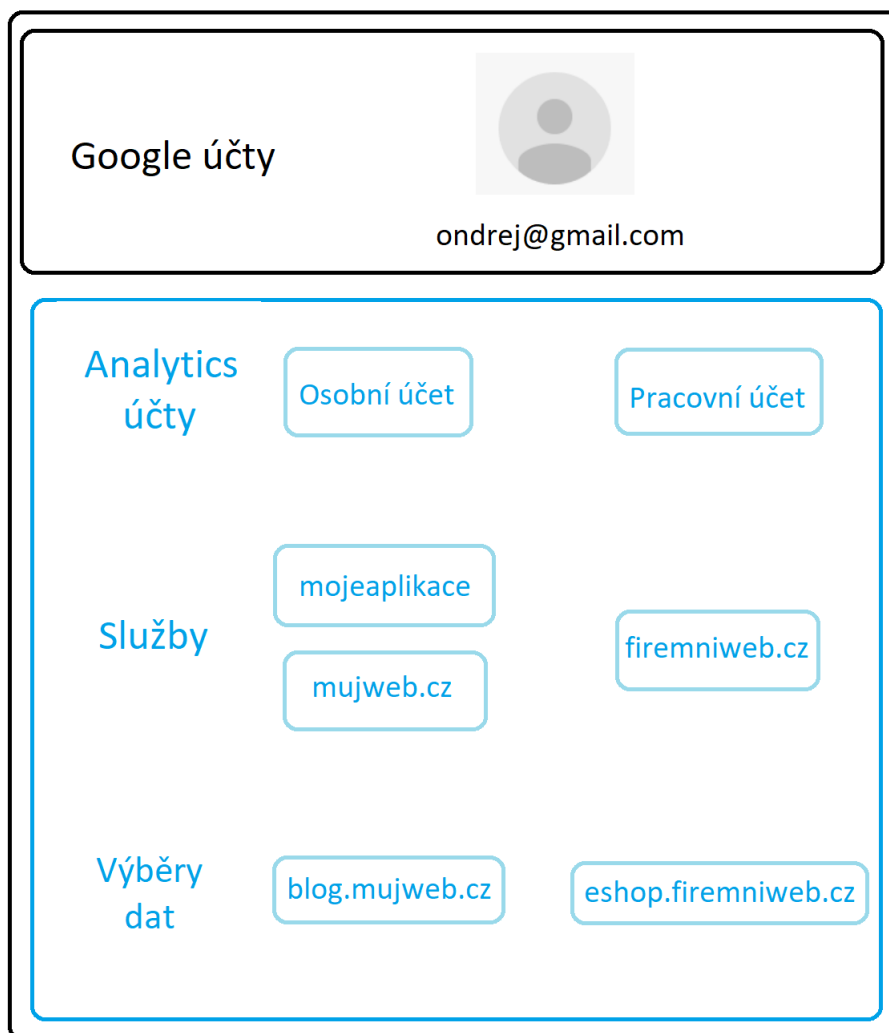 Google účty
ondrej@gmail.com
Analytics
účty
Osobní účet
Pracovní účet
Služby
mojeaplikace
mujweb.cz
firemniweb.cz
Výběry
dat
blog.mujweb.cz
eshop.firemniweb.cz